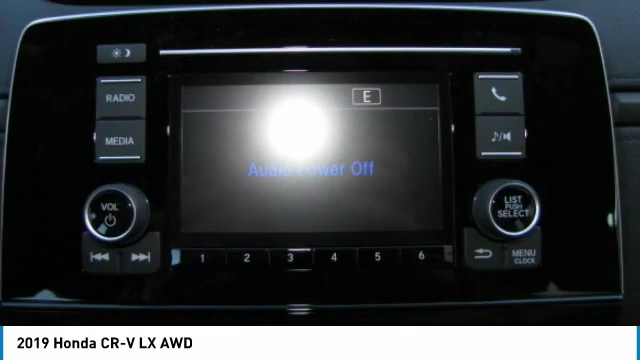 E
RADIO
MEDIA
Audio Power Off
VOL
LIST
PUSH
SELECT
1 2 3 4 5 6
MENU
CLOCK
2019 Honda CR-V LX AWD